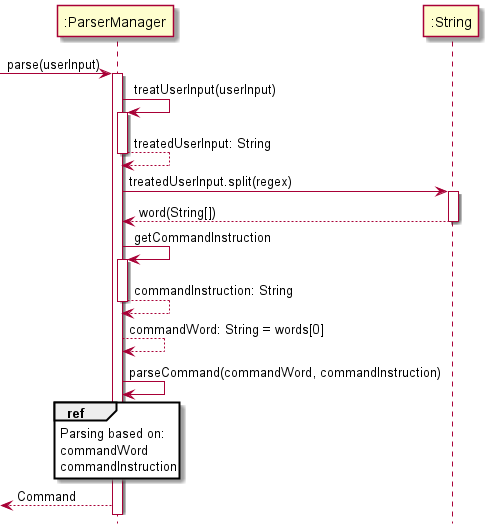 :ParserManager
:String
parse(userInput)
treatUserInput(userInput)
treatedUserInput: String
treatedUserInput.split(regex)
word(String[])
getCommandInstruction
commandInstruction: String
commandWord: String = words[0]
parseCommand(commandWord, commandInstruction)
ref
Parsing based on:
commandWord
commandInstruction
Command